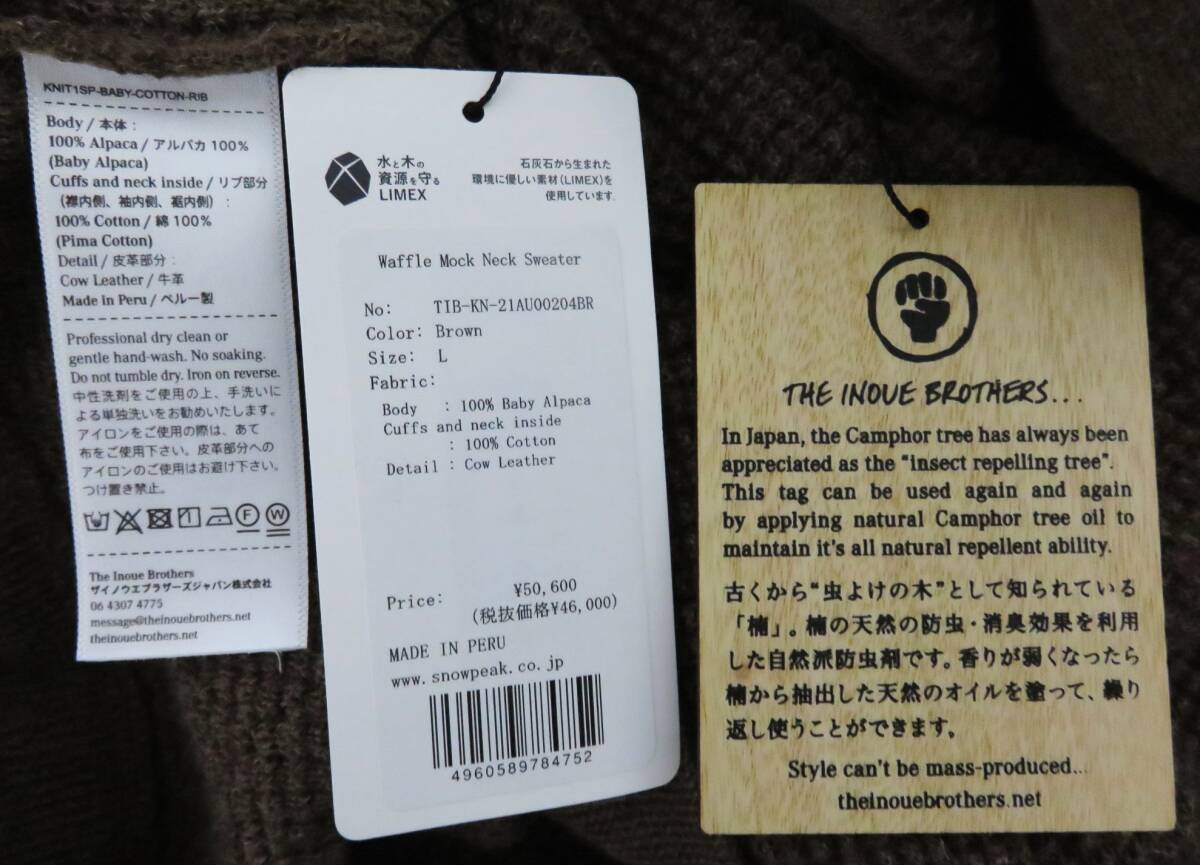 KNIT1SP-BABY-COTTON-RIB
Body / 本体 :
100% Alpaca / アルパカ 100%
(Baby Alpaca)
Cuffs and neck inside / リブ部分
(襟内側、袖内側、裾内側) :
100% Cotton / 綿 100%
(Pima Cotton)
Detail / 皮革部分 :
Cow Leather / 牛革
Made in Peru / ペルー製
Professional dry clean or
gentle hand-wash. No soaking.
Do not tumble dry. Iron on reverse.
中性洗剤をご使用の上、手洗いに
よる単独洗いをお勧めいたします。
アイロンをご使用の際は、あて
布をご使用下さい。皮革部分への
アイロンのご使用はお避け下さい。
つけ置き禁止。
F W
The Inoue Brothers
ザイノウエブラザーズジャパン株式会社
06 4307 4775
message@theinouebrothers.net
theinouebrothers.net
水と木の
資源を守る
LIMEX
石灰石から生まれた
環境に優しい素材(LIMEX)を
使用しています.
Waffle Mock Neck Sweater
No: TIB-KN-21AU00204BR
Color: Brown
Size: L
Fabric:
Body : 100% Baby Alpaca
Cuffs and neck inside
: 100% Cotton
Detail : Cow Leather
Price: ¥50,600
(税抜価格¥46,000)
MADE IN PERU
www.snowpeak.co.jp
4960589784752
THE INOUE BROTHERS...
In Japan, the Camphor tree has always been
appreciated as the "insect repelling tree".
This tag can be used again and again
by applying natural Camphor tree oil to
maintain it's all natural repellent ability.
古くから“虫よけの木”として知られている
「楠」。楠の天然の防虫・消臭効果を利用
した自然派防虫剤です。香りが弱くなったら
楠から抽出した天然のオイルを塗って、繰り
返し使うことができます。
Style can't be mass-produced...
theinouebrothers.net